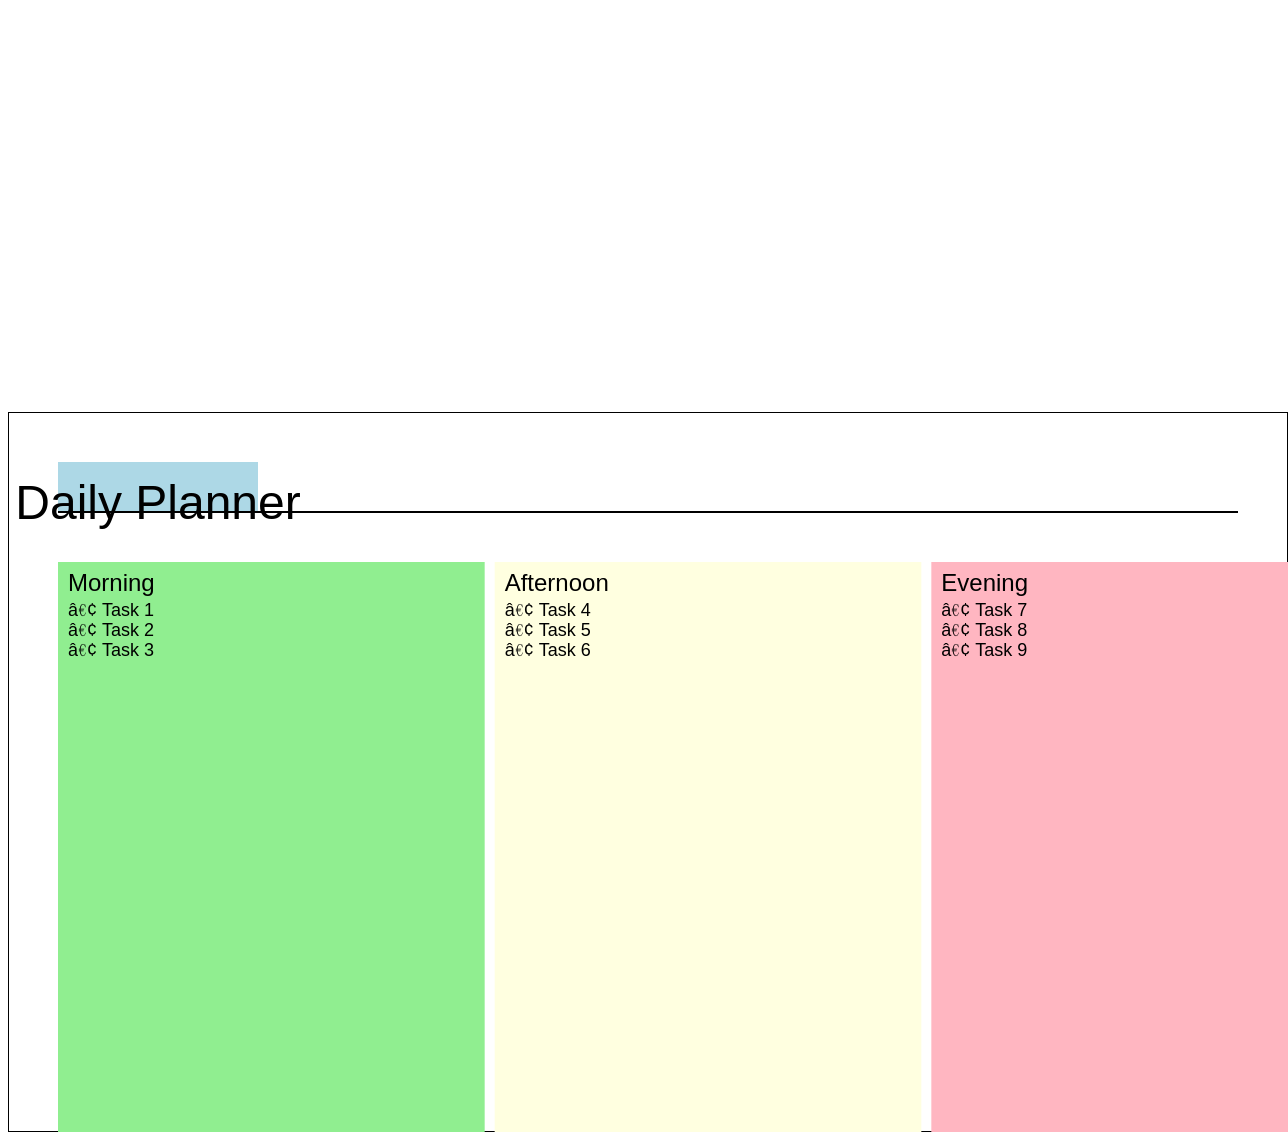 Daily Planner
Morning
â€¢ Task 1
â€¢ Task 2
â€¢ Task 3
Afternoon
â€¢ Task 4
â€¢ Task 5
â€¢ Task 6
Evening
â€¢ Task 7
â€¢ Task 8
â€¢ Task 9